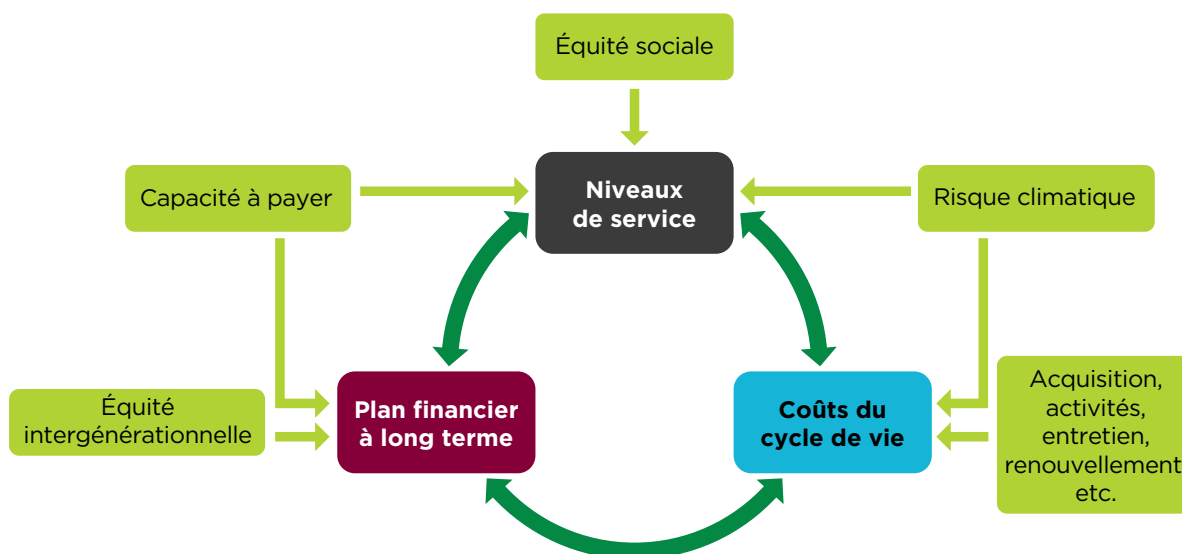 Équité sociale
Capacité à payer
Niveaux
de service
Risque climatique
Équité
intergénérationnelle
Plan financier
à long terme
Coûts du
cycle de vie
Acquisition,
activités,
entretien,
renouvellement
etc.